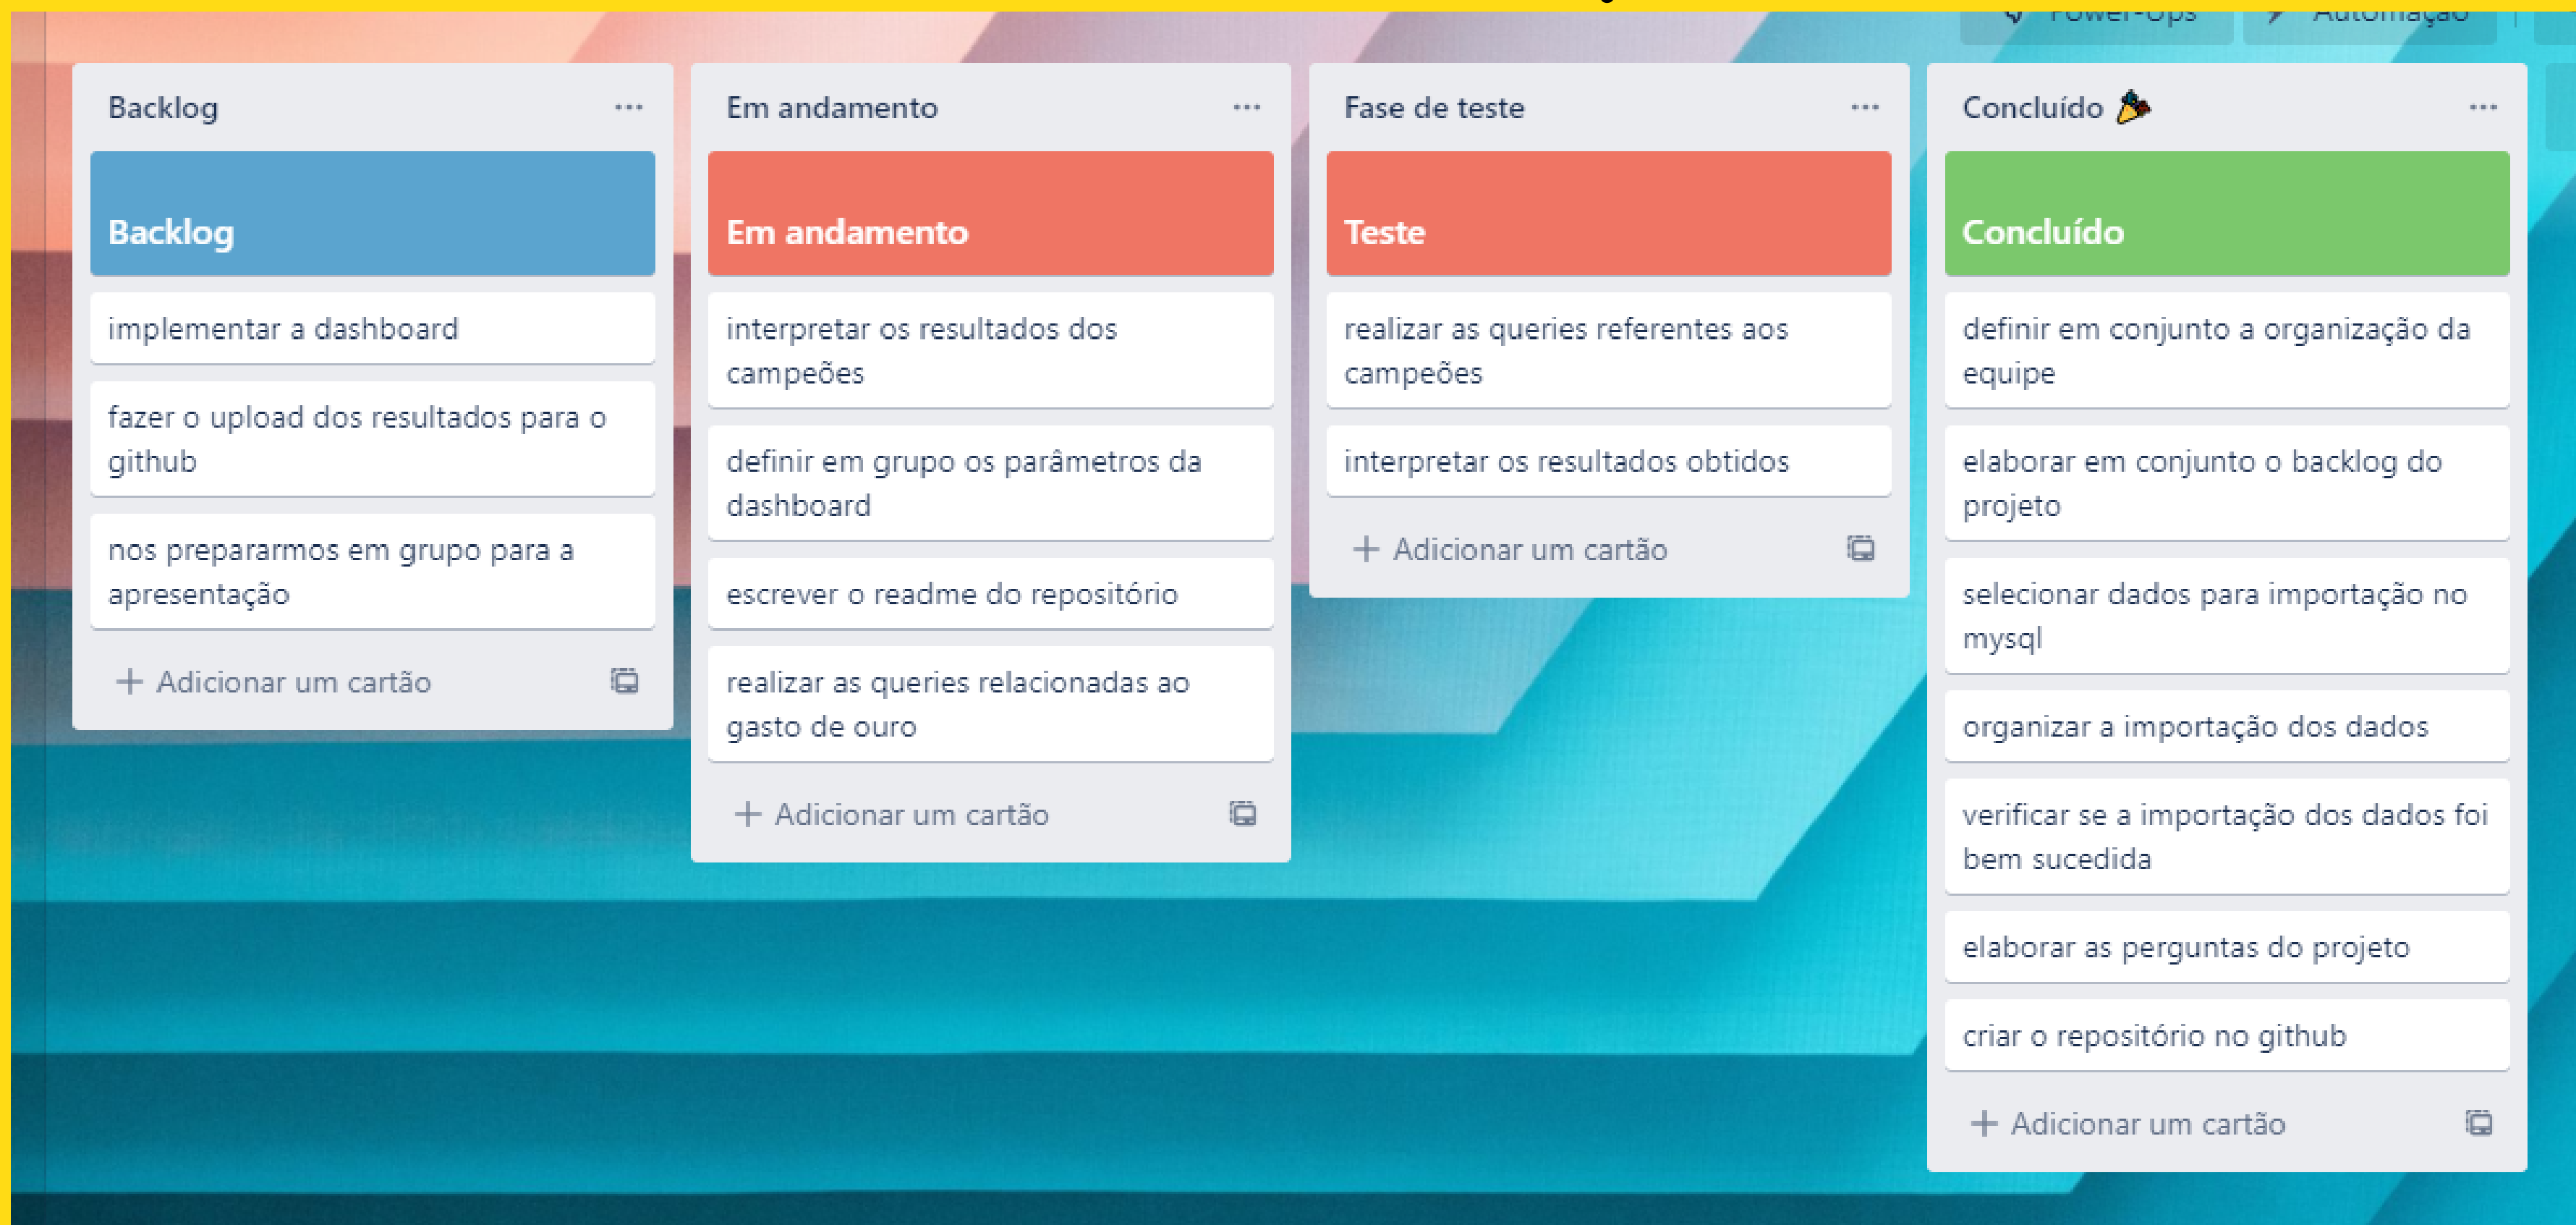 Power-Ups
Automação
Backlog
Backlog
implementar a dashboard
fazer o upload dos resultados para o
github
nos prepararmos em grupo para a
apresentação
+ Adicionar um cartão
Em andamento
Em andamento
interpretar os resultados dos
campeões
definir em grupo os parâmetros da
dashboard
escrever o readme do repositório
realizar as queries relacionadas ao
gasto de ouro
+ Adicionar um cartão
Fase de teste
Teste
realizar as queries referentes aos
campeões
interpretar os resultados obtidos
+ Adicionar um cartão
Concluído 🎉
Concluído
definir em conjunto a organização da
equipe
elaborar em conjunto o backlog do
projeto
selecionar dados para importação no
mysql
organizar a importação dos dados
verificar se a importação dos dados foi
bem sucedida
elaborar as perguntas do projeto
criar o repositório no github
+ Adicionar um cartão